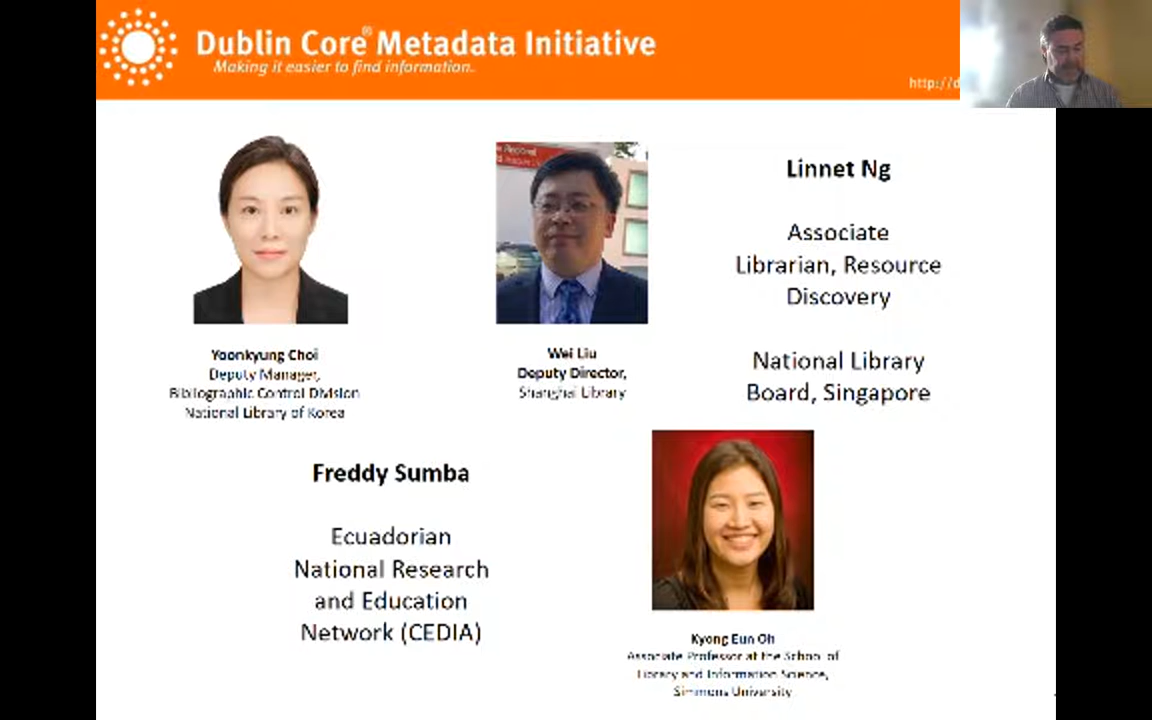 Dublin Core® Metadata Initiative
Making it easier to find information.
http://d
Yoonkyung Choi
Deputy Manager,
Bibliographic Control Division
National Library of Korea
Wei Liu
Deputy Director,
Shanghai Library
Linnet Ng
Associate
Librarian, Resource
Discovery
National Library
Board, Singapore
Freddy Sumba
Ecuadorian
National Research
and Education
Network (CEDIA)
Kyong Eun Oh
Associate Professor at the School of
Library and Information Science,
Simmons University